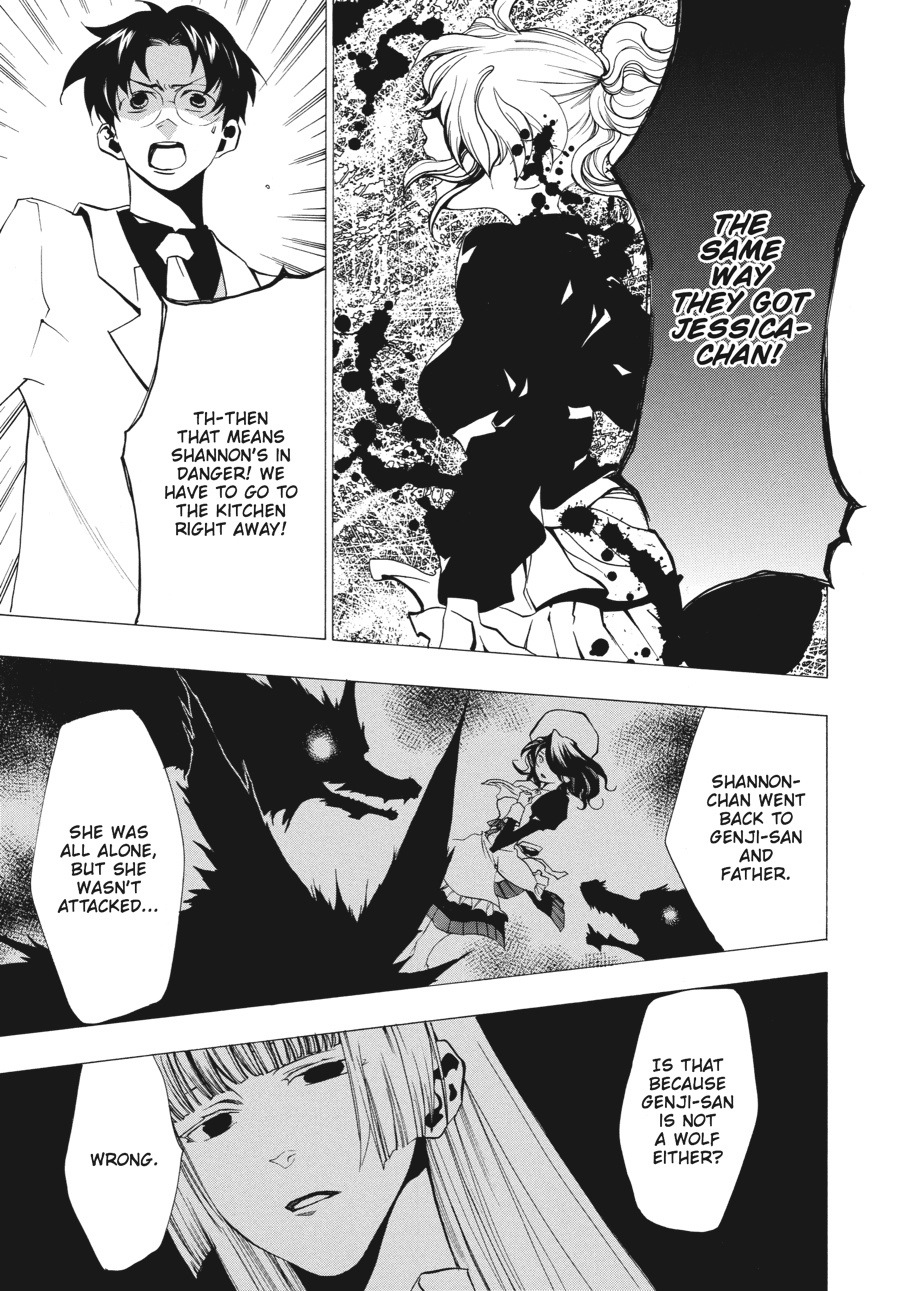 THE
SAME
WAY
THEY GOT
JESSICA-
CHAN!
TH-THEN
THAT MEANS
SHANNON'S IN
DANGER! WE
HAVE TO GO TO
THE KITCHEN
RIGHT AWAY!
SHANNON-
CHAN WENT
BACK TO
GENJI-SAN
AND
FATHER.
SHE WAS
ALL ALONE,
BUT SHE
WASN'T
ATTACKED...
IS THAT
BECAUSE
GENJI-SAN
IS NOT
A WOLF
EITHER?
WRONG.